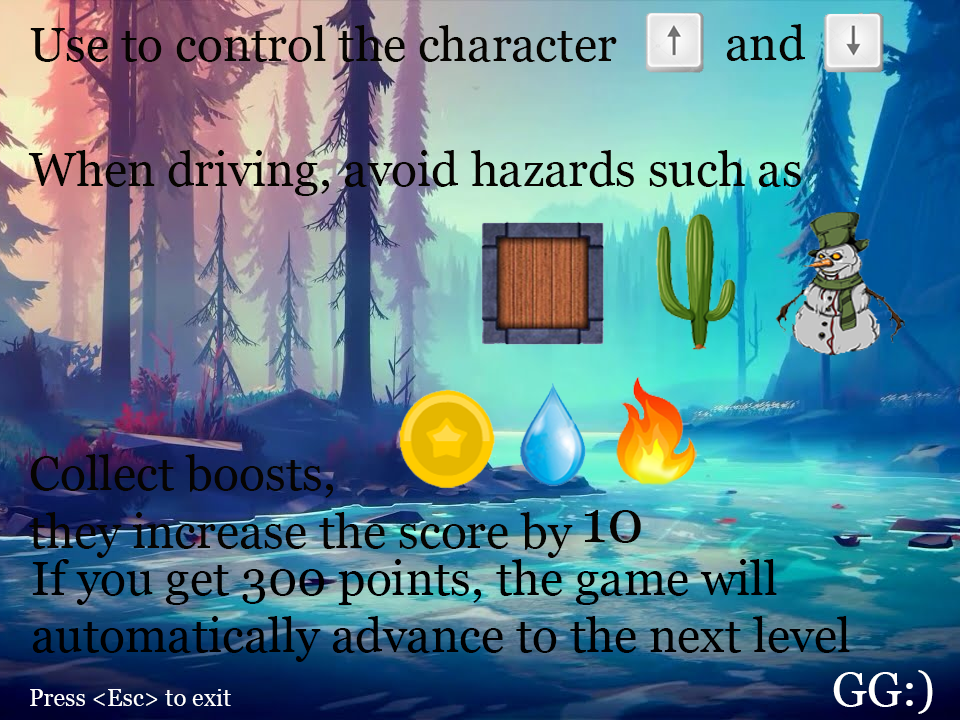 Use to control the character ↑ and ↓
When driving, avoid hazards such as
Collect boosts,
they increase the score by 10
If you get 300 points, the game will
automatically advance to the next level
Press <Esc> to exit
GG:)